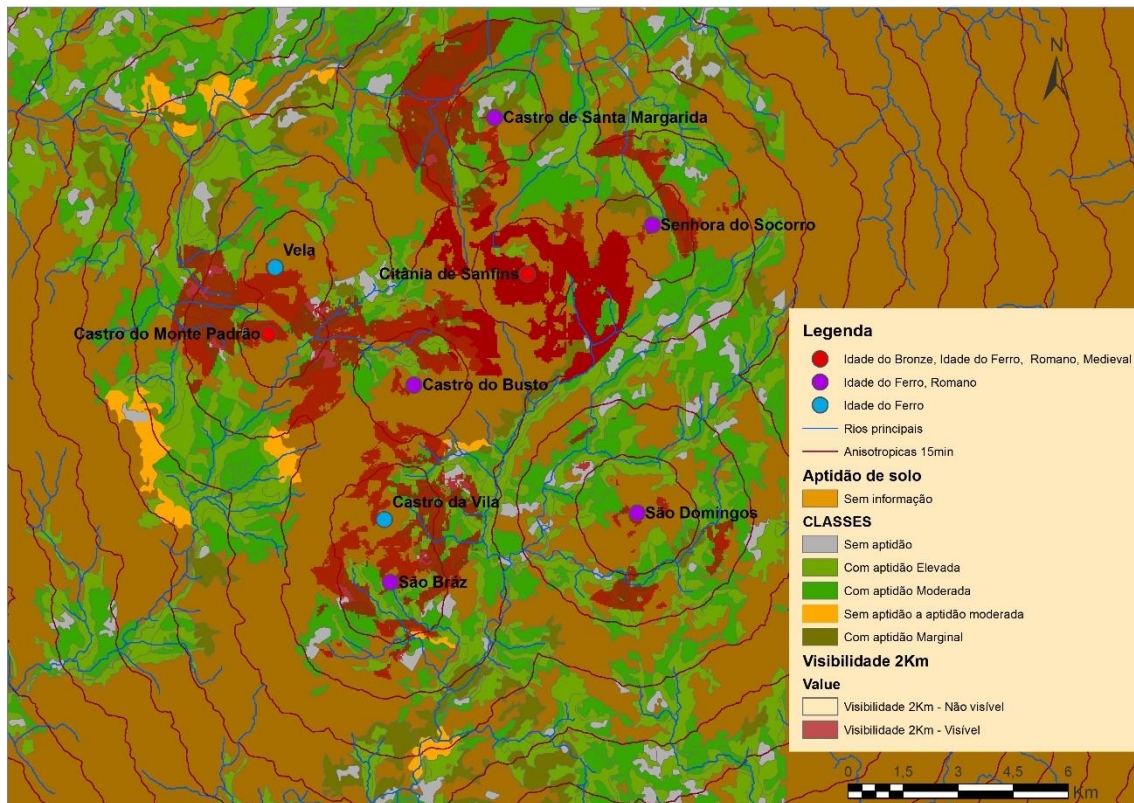 N
Castro de Santa Margarida
Senhora do Socorro
Vela
Citânia de Sanfins
Castro do Monte Padrão
Castro do Busto
Castro da Vila
São Domingos
São Bráz
Legenda
Idade do Bronze, Idade do Ferro, Romano, Medieval
Idade do Ferro, Romano
Idade do Ferro
Rios principais
Anisotropicas 15min
Aptidão de solo
Sem informação
CLASSES
Sem aptidão
Com aptidão Elevada
Com aptidão Moderada
Sem aptidão a aptidão moderada
Com aptidão Marginal
Visibilidade 2Km
Value
Visibilidade 2Km - Não visível
Visibilidade 2Km - Visível
0 1,5 3 4,5 6
Km